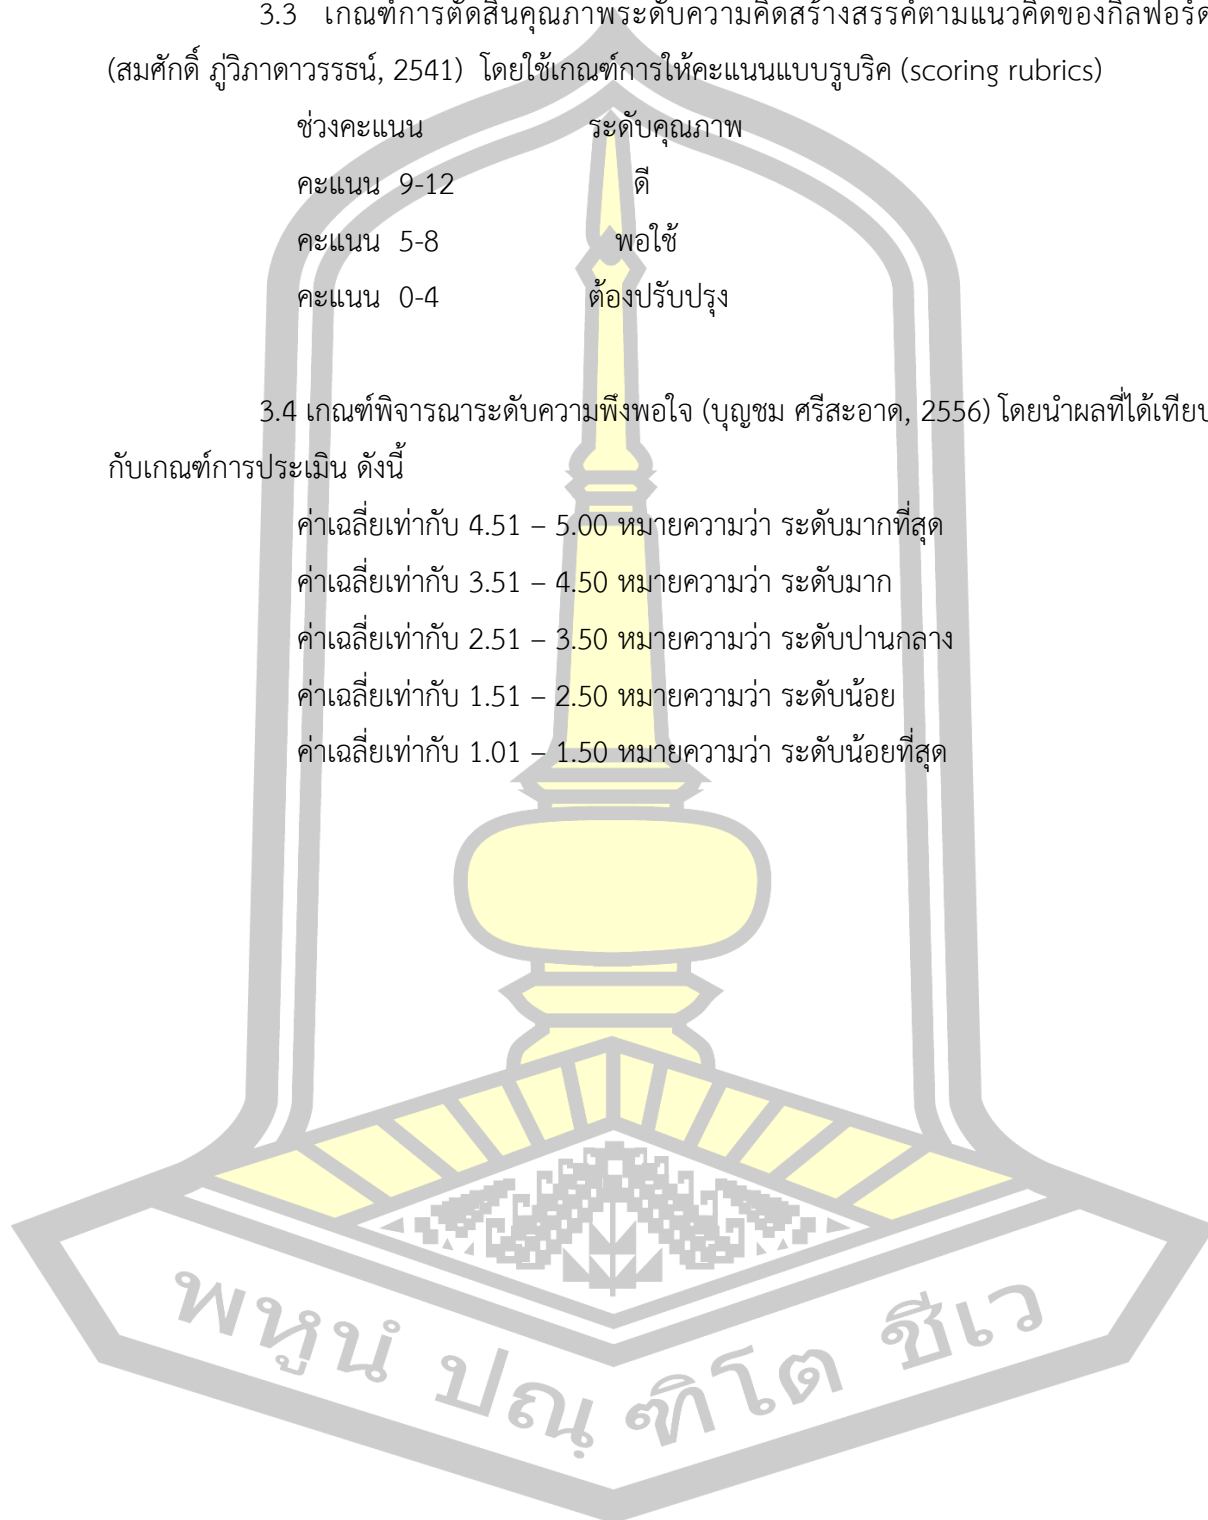 3.3 เกณฑ์การตัดสินคุณภาพระดับความคิดสร้างสรรค์ตามแนวคิดของกิลฟอร์ด
(สมศักดิ์ ภู่วิภาดาวรรธน์, 2541) โดยใช้เกณฑ์การให้คะแนนแบบรูบริค (scoring rubrics)
ช่วงคะแนน ระดับคุณภาพ
คะแนน 9-12 ดี
คะแนน 5-8 พอใช้
คะแนน 0-4 ต้องปรับปรุง
3.4 เกณฑ์พิจารณาระดับความพึงพอใจ (บุญชม ศรีสะอาด, 2556) โดยนำผลที่ได้เทียบ
กับเกณฑ์การประเมิน ดังนี้
ค่าเฉลี่ยเท่ากับ 4.51 – 5.00 หมายความว่า ระดับมากที่สุด
ค่าเฉลี่ยเท่ากับ 3.51 – 4.50 หมายความว่า ระดับมาก
ค่าเฉลี่ยเท่ากับ 2.51 – 3.50 หมายความว่า ระดับปานกลาง
ค่าเฉลี่ยเท่ากับ 1.51 – 2.50 หมายความว่า ระดับน้อย
ค่าเฉลี่ยเท่ากับ 1.01 – 1.50 หมายความว่า ระดับน้อยที่สุด
พหูนํ ปณฺ ฑิโต ชีเว